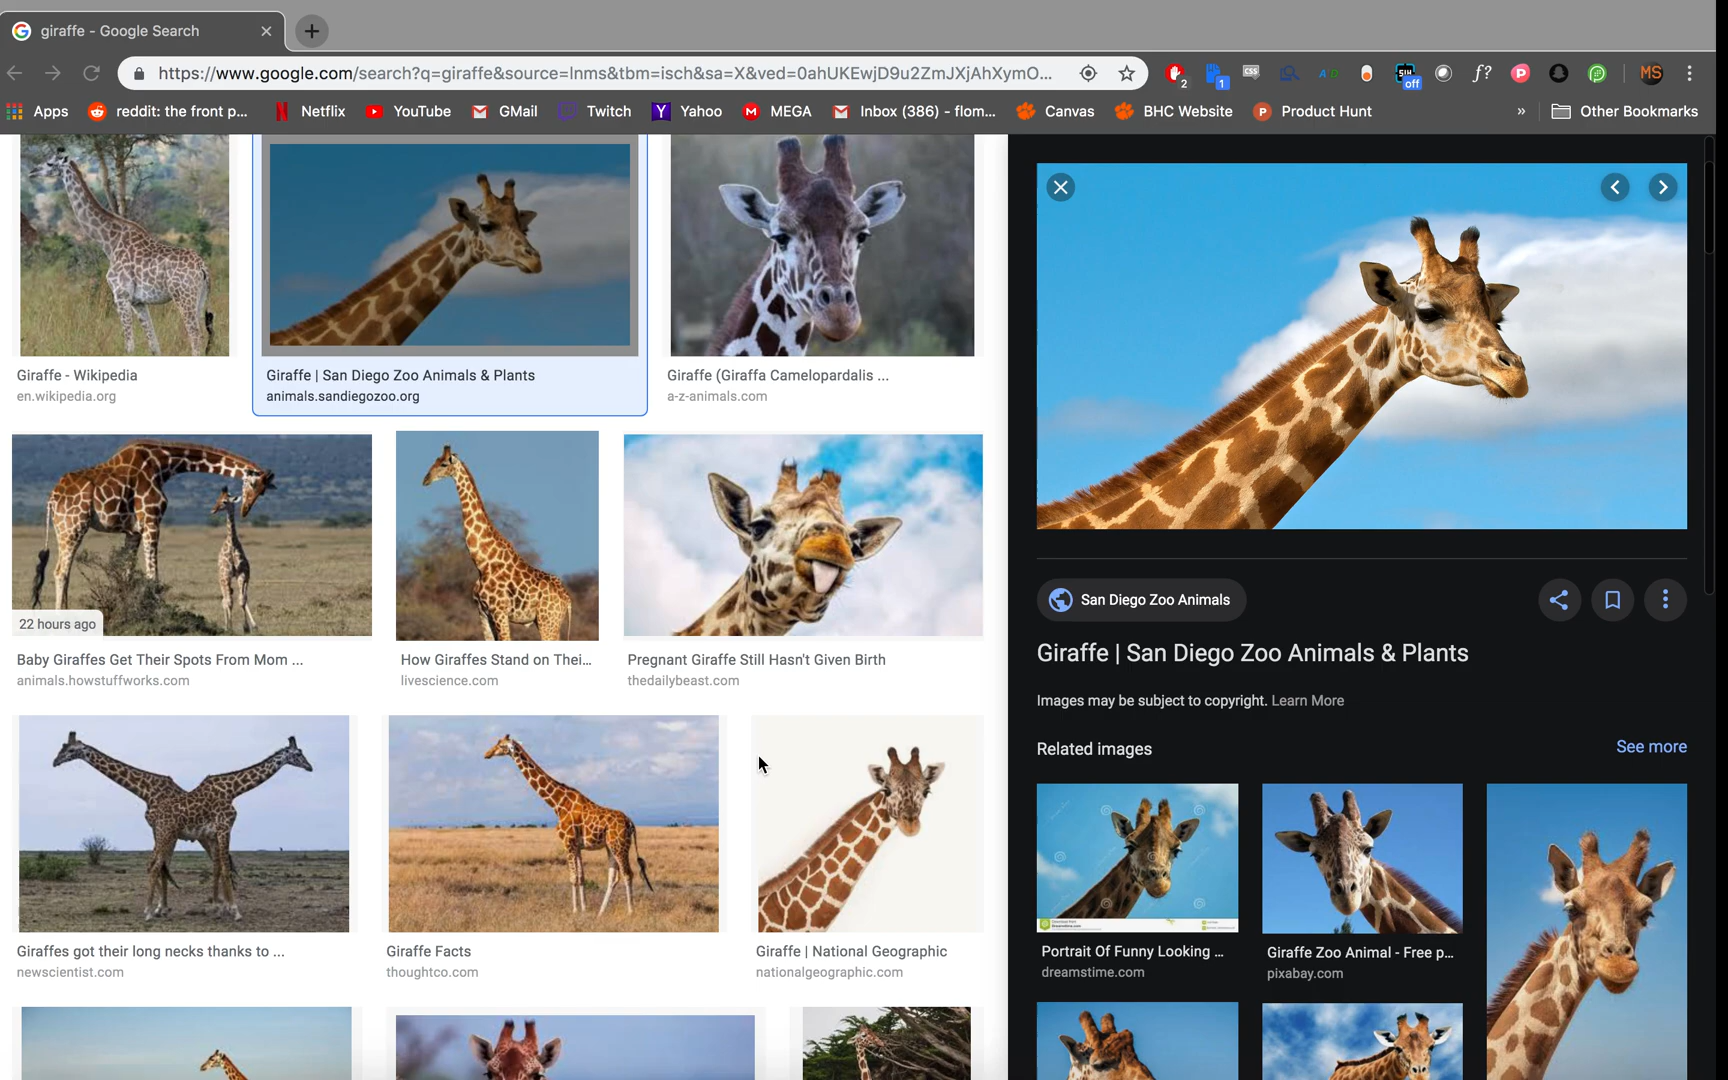 giraffe - Google Search
https://www.google.com/search?q=giraffe&source=lnms&tbm=isch&sa=X&ved=0ahUKEwjD9u2ZmJXjAhXymO...
2
1
CSS
off
f?
MS
Apps
reddit: the front p...
Netflix
YouTube
GMail
Twitch
Yahoo
MEGA
Inbox (386) - flom...
Canvas
BHC Website
Product Hunt
»
Other Bookmarks
Giraffe - Wikipedia
en.wikipedia.org
Giraffe | San Diego Zoo Animals & Plants
animals.sandiegozoo.org
Giraffe (Giraffa Camelopardalis ...
a-z-animals.com
22 hours ago
Baby Giraffes Get Their Spots From Mom ...
animals.howstuffworks.com
How Giraffes Stand on Thei...
livescience.com
Pregnant Giraffe Still Hasn't Given Birth
thedailybeast.com
Giraffes got their long necks thanks to ...
newscientist.com
Giraffe Facts
thoughtco.com
Giraffe | National Geographic
nationalgeographic.com
San Diego Zoo Animals
Giraffe | San Diego Zoo Animals & Plants
Images may be subject to copyright. Learn More
Related images
See more
Portrait Of Funny Looking ...
dreamstime.com
Giraffe Zoo Animal - Free p...
pixabay.com